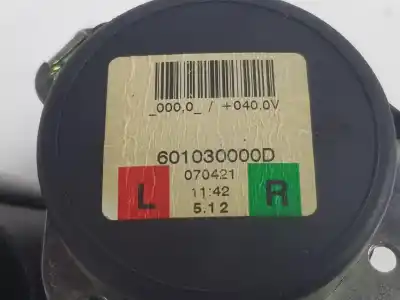 _000,0_ / +040.0V
601030000D
070421
L 11:42 R
5.12